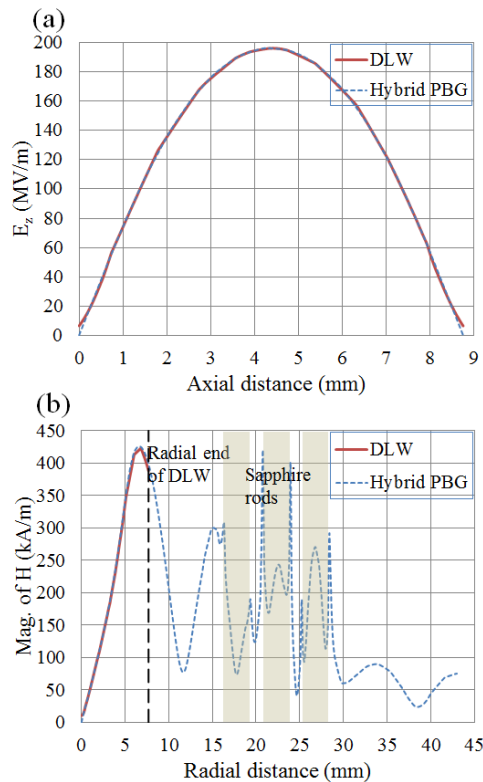 (a)
200
180
160
140
120
100
80
60
40
20
0
E_z (MV/m)
DLW
Hybrid PBG
0 1 2 3 4 5 6 7 8 9
Axial distance (mm)
(b)
450
400
350
300
250
200
150
100
50
0
Mag. of H (kA/m)
Radial end
of DLW
Sapphire
rods
DLW
Hybrid PBG
0 5 10 15 20 25 30 35 40 45
Radial distance (mm)